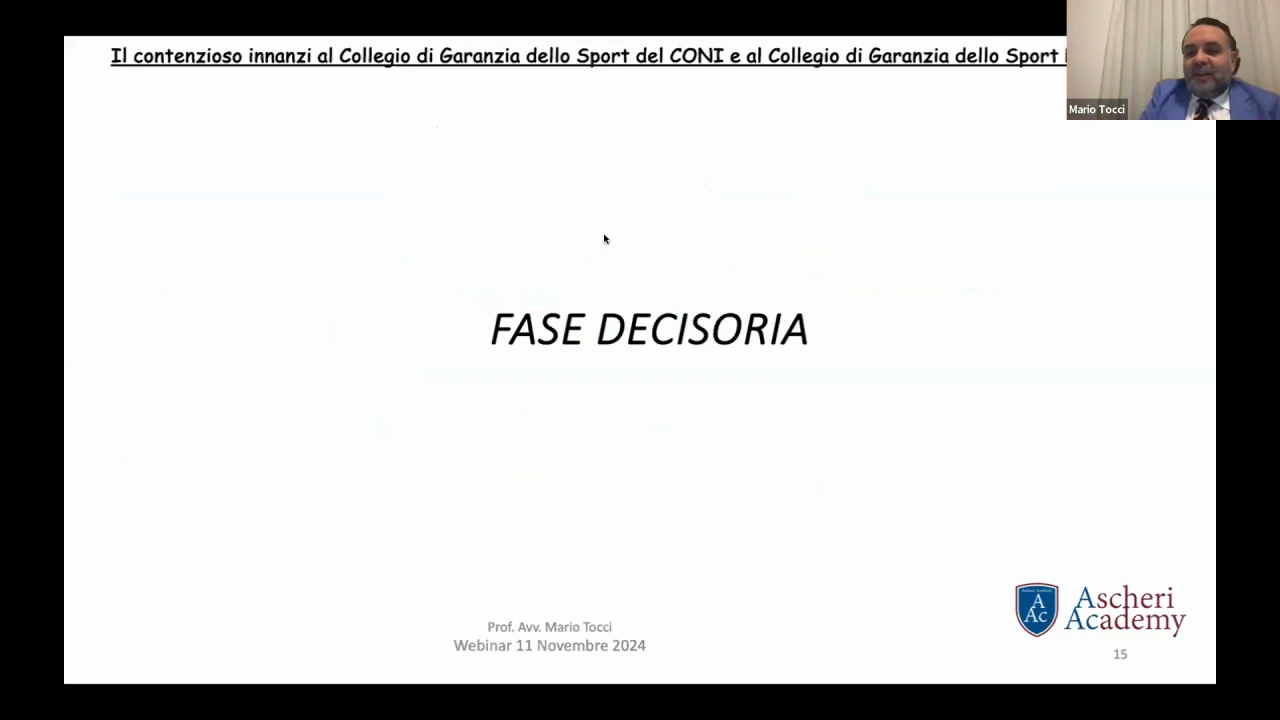 Il contenzioso innanzi al Collegio di Garanzia dello Sport del CONI e al Collegio di Garanzia dello Sport
Mario Tocci
FASE DECISORIA
A
Ac
Ascheri
Academy
Prof. Avv. Mario Tocci
Webinar 11 Novembre 2024
15